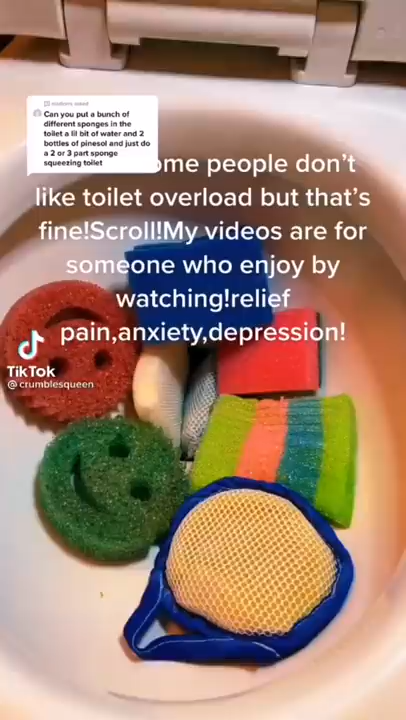 Can you put a bunch of
different sponges in the
toilet a lil bit of water and 2
bottles of pinesol and just do
a 2 or 3 part sponge
squeezing toilet
ome people don't
like toilet overload but that's
fine!Scroll!My videos are for
someone who enjoy by
watching!relief
pain,anxiety,depression!
TikTok
@crumblesqueen